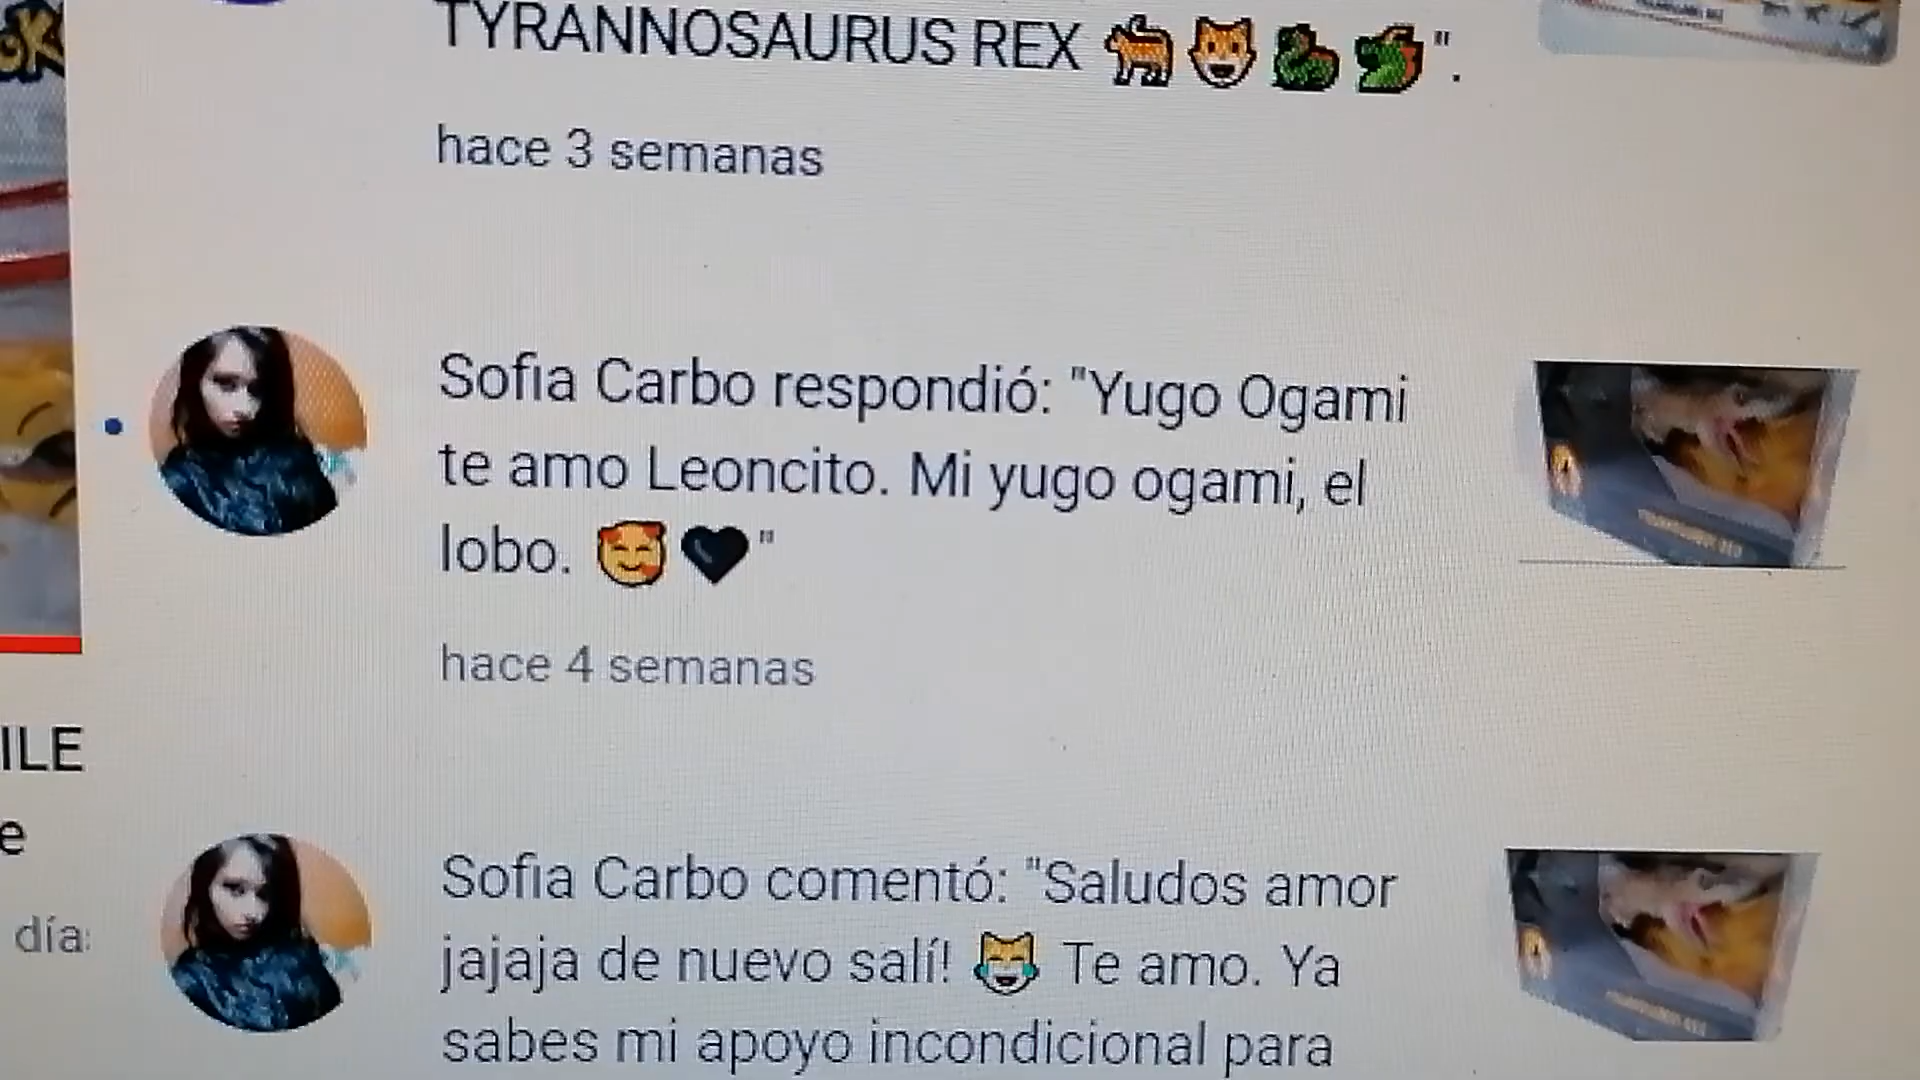 TYRANNOSAURUS REX 🐈😺🐍🐲".
hace 3 semanas
Sofia Carbo respondió: "Yugo Ogami
te amo Leoncito. Mi yugo ogami, el
lobo. 🥰🖤"
hace 4 semanas
ILE
e
día
Sofia Carbo comentó: "Saludos amor
jajaja de nuevo salí! 😹 Te amo. Ya
sabes mi apoyo incondicional para